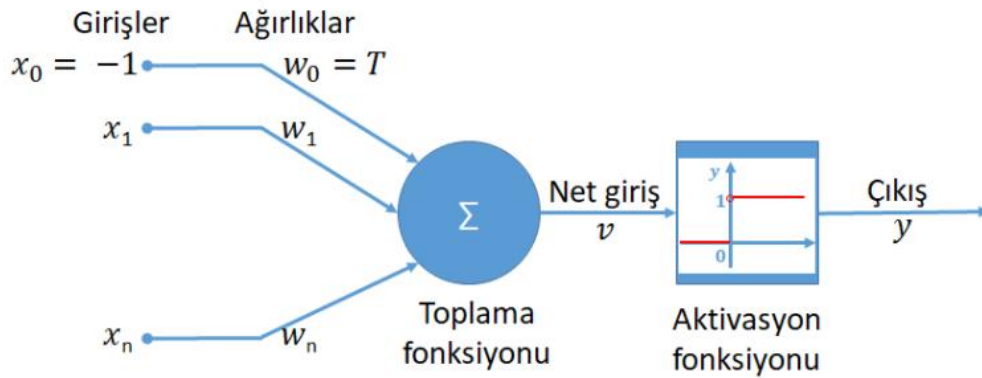 Girişler Ağırlıklar
x₀ = −1 w₀ = T
x₁ w₁
Σ
Net giriş
v
y
1
0
Çıkış
y
xₙ wₙ
Toplama
fonksiyonu
Aktivasyon
fonksiyonu